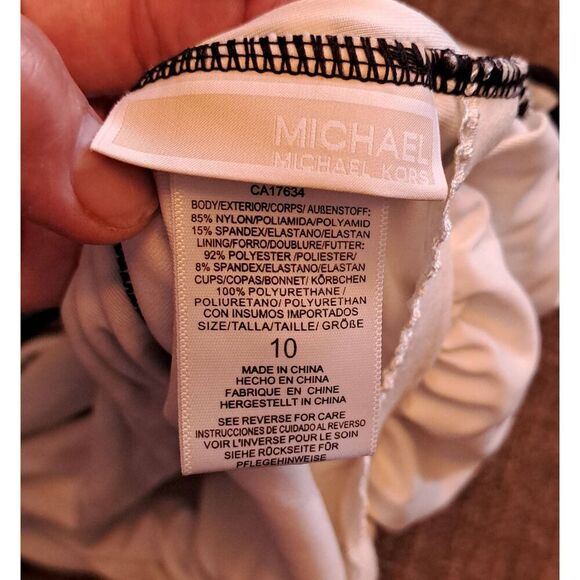 MICHAEL
MICHAEL KORS
CA17634
BODY/EXTERIOR/CORPS/ AUßENSTOFF:
85% NYLON/POLIAMIDA/POLYAMID
15% SPANDEX/ELASTANO/ELASTAN
LINING/FORRO/DOUBLURE/FUTTER:
92% POLYESTER /POLIESTER/
8% SPANDEX/ELASTANO/ELASTAN
CUPS/COPAS/BONNET/ KÖRBCHEN
100% POLYURETHANE /
POLIURETANO/ POLYURETHAN
CON INSUMOS IMPORTADOS
SIZE/TALLA/TAILLE/ GRÖßE
10
MADE IN CHINA
HECHO EN CHINA
FABRIQUE EN CHINE
HERGESTELLT IN CHINA
SEE REVERSE FOR CARE
INSTRUCCIONES DE CUIDADO AL REVERSO
VOIR L'INVERSE POUR LE SOIN
SIEHE RÜCKSEITE FÜR
PFLEGEHINWEISE